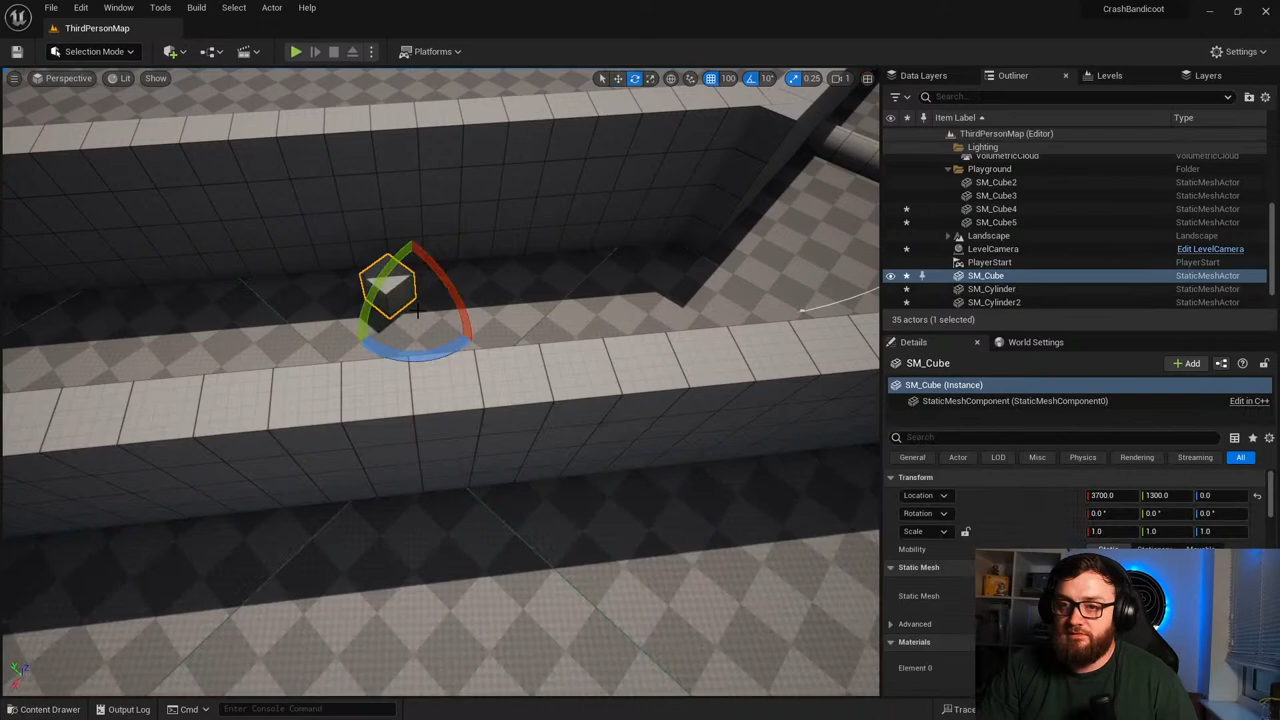 File Edit Window Tools Build Select Actor Help CrashBandicoot
ThirdPersonMap
Selection Mode Platforms Settings
Perspective Lit Show 100 10° 0.25 1
Data Layers Outliner Levels Layers
Search...
Item Label Type
ThirdPersonMap (Editor)
Lighting
VolumetricCloud VolumetricCloud
Playground Folder
SM_Cube2 StaticMeshActor
SM_Cube3 StaticMeshActor
SM_Cube4 StaticMeshActor
SM_Cube5 StaticMeshActor
Landscape Landscape
LevelCamera Edit LevelCamera
PlayerStart PlayerStart
SM_Cube StaticMeshActor
SM_Cylinder StaticMeshActor
SM_Cylinder2 StaticMeshActor
35 actors (1 selected)
Details World Settings
SM_Cube Add
SM_Cube (Instance)
StaticMeshComponent (StaticMeshComponent0) Edit in C++
Search
General Actor LOD Misc Physics Rendering Streaming All
Transform
Location 3700.0 1300.0 0.0
Rotation 0.0 ° 0.0 ° 0.0 °
Scale 1.0 1.0 1.0
Mobility
Static Mesh
Static Mesh
Advanced
Materials
Element 0
Content Drawer Output Log Cmd Enter Console Command Trace